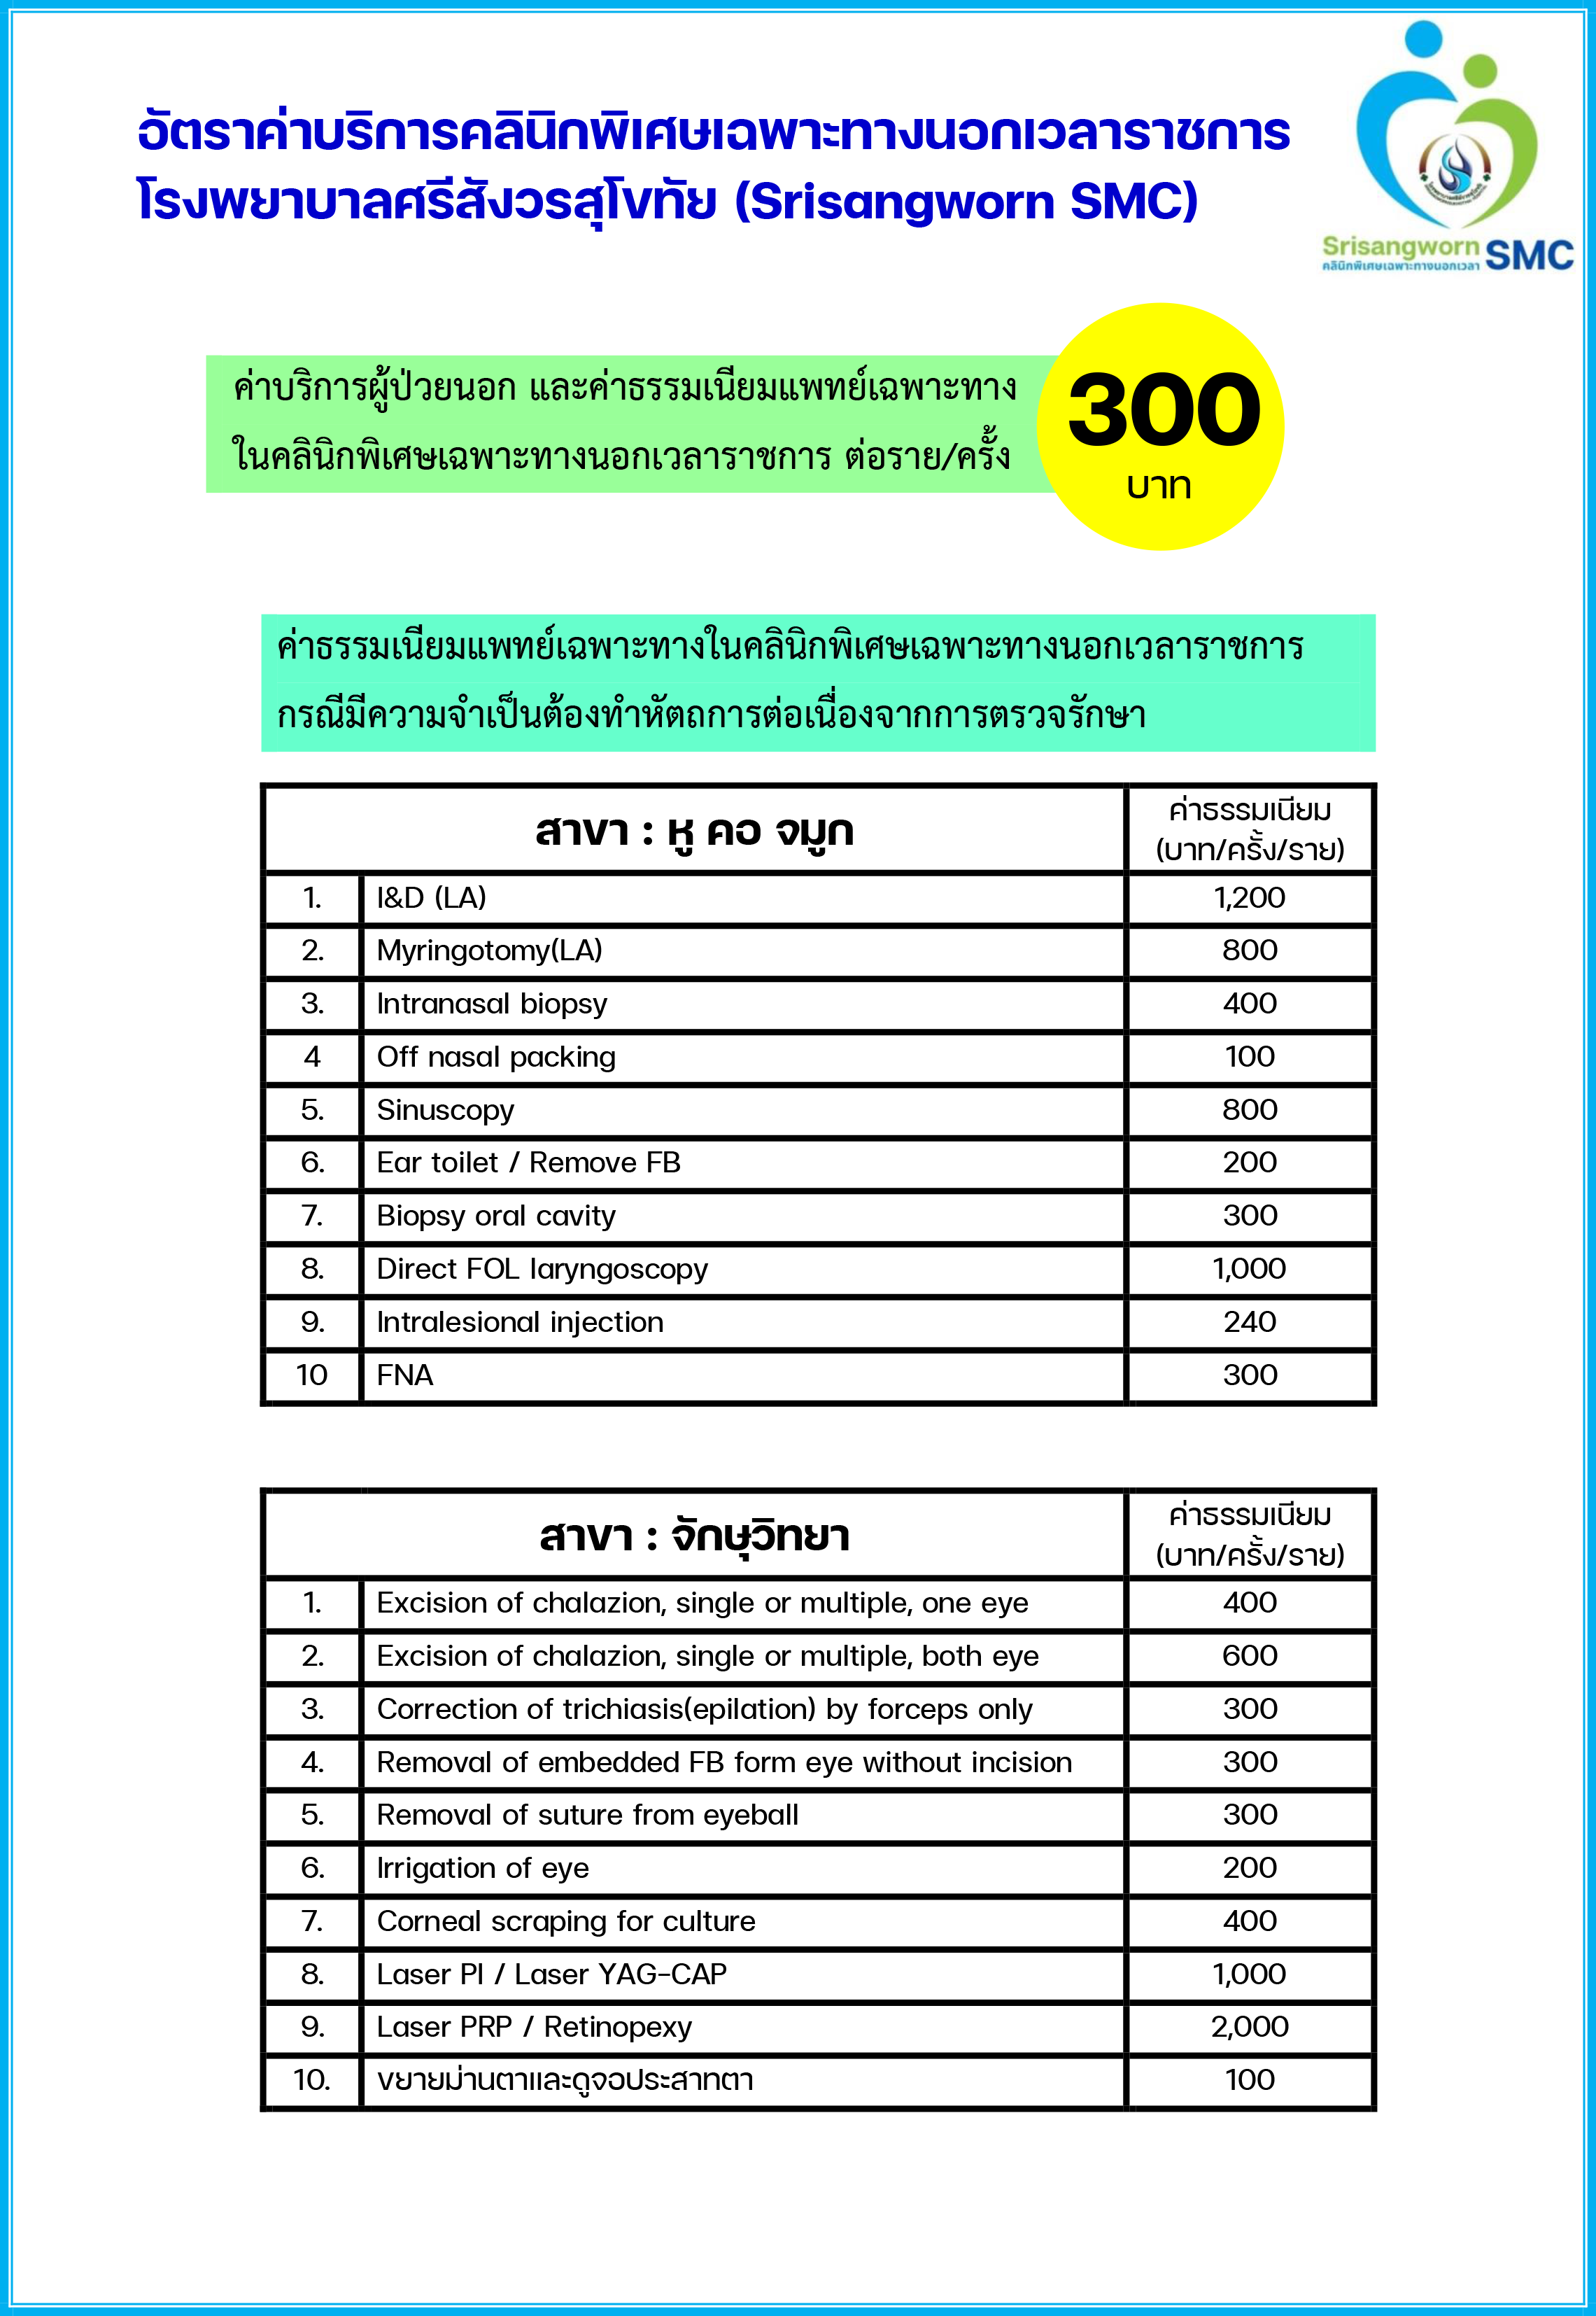 อัตราค่าบริการคลินิกพิเศษเฉพาะทางนอกเวลาราชการ
โรงพยาบาลศรีสังวรสุโขทัย (Srisangworn SMC)
Srisangworn SMC
คลินิกพิเศษเฉพาะทางนอกเวลา
ค่าบริการผู้ป่วยนอก และค่าธรรมเนียมแพทย์เฉพาะทาง
ในคลินิกพิเศษเฉพาะทางนอกเวลาราชการ ต่อราย/ครั้ง
300
บาท
ค่าธรรมเนียมแพทย์เฉพาะทางในคลินิกพิเศษเฉพาะทางนอกเวลาราชการ
กรณีมีความจำเป็นต้องทำหัตถการต่อเนื่องจากการตรวจรักษา
สาขา : หู คอ จมูก
ค่าธรรมเนียม
(บาท/ครั้ง/ราย)
1. I&D (LA) 1,200
2. Myringotomy(LA) 800
3. Intranasal biopsy 400
4 Off nasal packing 100
5. Sinuscopy 800
6. Ear toilet / Remove FB 200
7. Biopsy oral cavity 300
8. Direct FOL laryngoscopy 1,000
9. Intralesional injection 240
10 FNA 300
สาขา : จักษุวิทยา
ค่าธรรมเนียม
(บาท/ครั้ง/ราย)
1. Excision of chalazion, single or multiple, one eye 400
2. Excision of chalazion, single or multiple, both eye 600
3. Correction of trichiasis(epilation) by forceps only 300
4. Removal of embedded FB form eye without incision 300
5. Removal of suture from eyeball 300
6. Irrigation of eye 200
7. Corneal scraping for culture 400
8. Laser PI / Laser YAG-CAP 1,000
9. Laser PRP / Retinopexy 2,000
10. ขยายม่านตาและดูจอประสาทตา 100